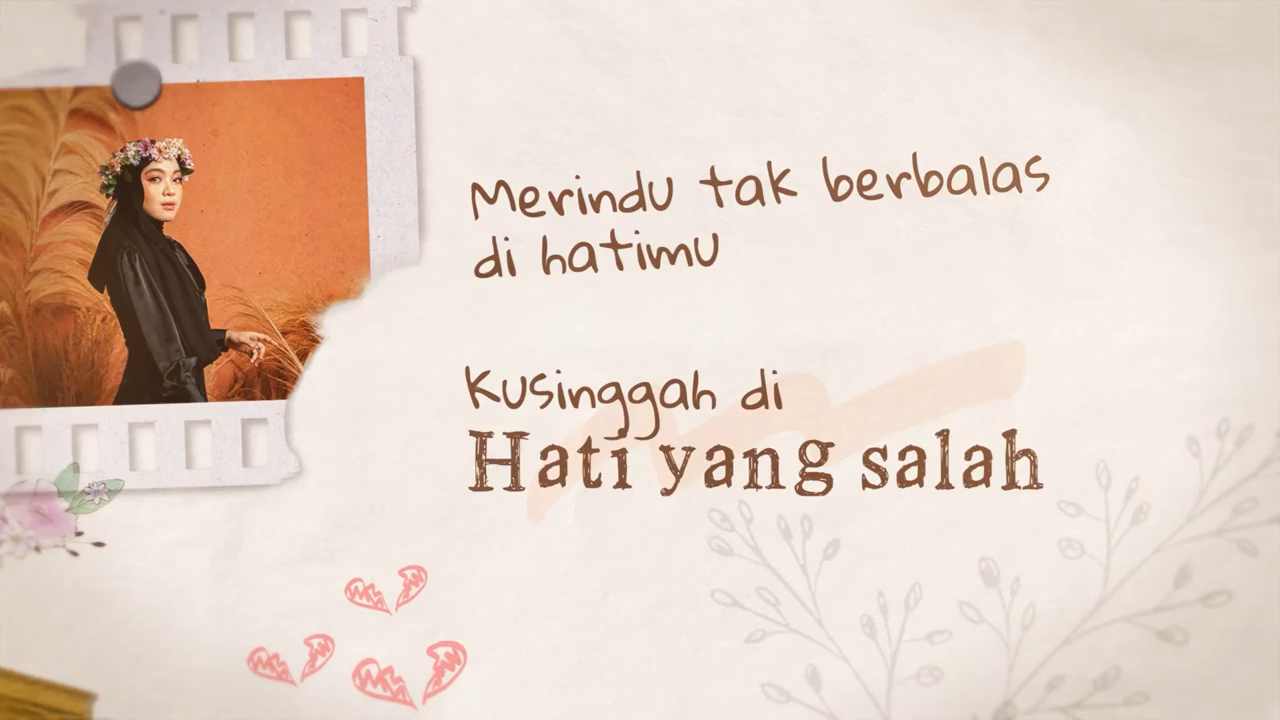 Merindu tak berbalas
di hatimu
Kusinggah di
Hati yang salah